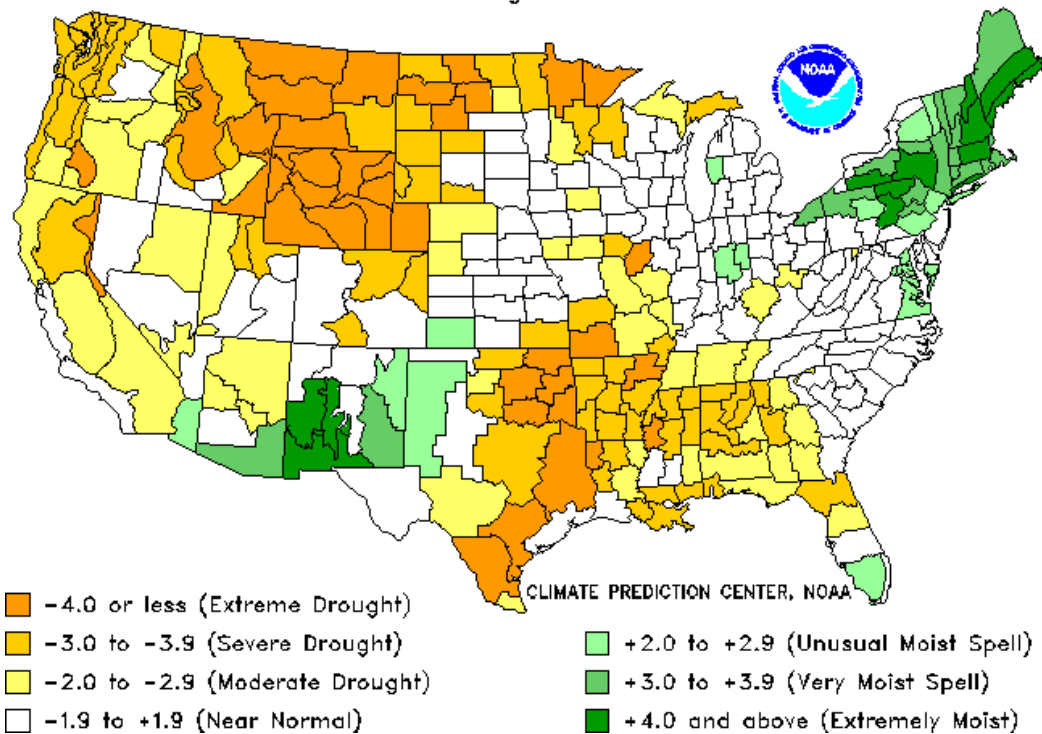 NOAA
CLIMATE PREDICTION CENTER, NOAA
-4.0 or less (Extreme Drought)
-3.0 to -3.9 (Severe Drought)
-2.0 to -2.9 (Moderate Drought)
-1.9 to +1.9 (Near Normal)
+2.0 to +2.9 (Unusual Moist Spell)
+3.0 to +3.9 (Very Moist Spell)
+4.0 and above (Extremely Moist)